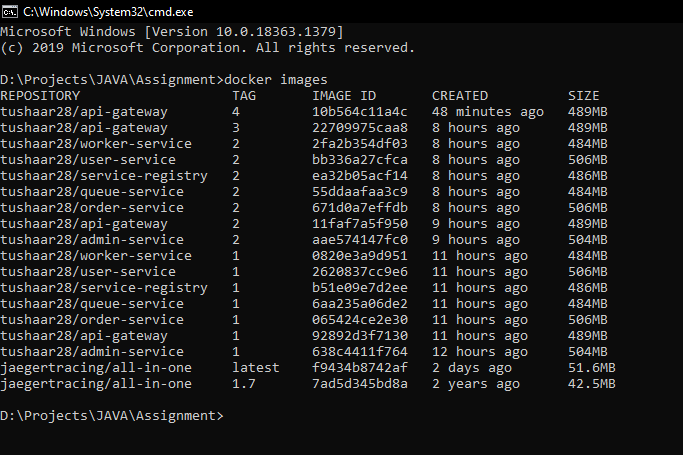 C:\Windows\System32\cmd.exe
Microsoft Windows [Version 10.0.18363.1379]
(c) 2019 Microsoft Corporation. All rights reserved.
D:\Projects\JAVA\Assignment>docker images
REPOSITORY TAG IMAGE ID CREATED SIZE
tushaar28/api-gateway 4 10b564c11a4c 48 minutes ago 489MB
tushaar28/api-gateway 3 22709975caa8 8 hours ago 489MB
tushaar28/worker-service 2 2fa2b354df03 8 hours ago 484MB
tushaar28/user-service 2 bb336a27cfca 8 hours ago 506MB
tushaar28/service-registry 2 ea32b05acf14 8 hours ago 486MB
tushaar28/queue-service 2 55ddaafaa3c9 8 hours ago 484MB
tushaar28/order-service 2 671d0a7effdb 8 hours ago 506MB
tushaar28/api-gateway 2 11faf7a5f950 9 hours ago 489MB
tushaar28/admin-service 2 aae574147fc0 9 hours ago 504MB
tushaar28/worker-service 1 0820e3a9d951 11 hours ago 484MB
tushaar28/user-service 1 2620837cc9e6 11 hours ago 506MB
tushaar28/service-registry 1 b51e09e7d2ee 11 hours ago 486MB
tushaar28/queue-service 1 6aa235a06de2 11 hours ago 484MB
tushaar28/order-service 1 065424ce2e30 11 hours ago 506MB
tushaar28/api-gateway 1 92892d3f7130 11 hours ago 489MB
tushaar28/admin-service 1 638c4411f764 12 hours ago 504MB
jaegertracing/all-in-one latest f9434b8742af 2 days ago 51.6MB
jaegertracing/all-in-one 1.7 7ad5d345bd8a 2 years ago 42.5MB
D:\Projects\JAVA\Assignment>